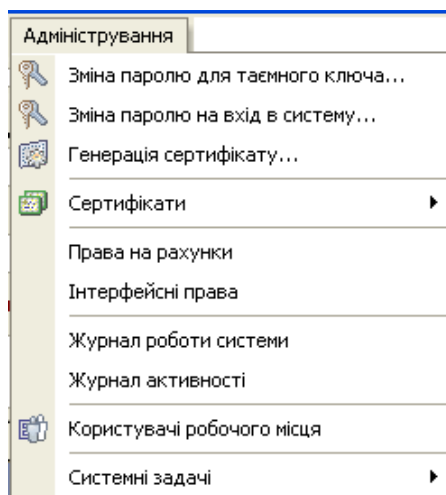 Адміністрування
Зміна паролю для таємного ключа...
Зміна паролю на вхід в систему...
Генерація сертифікату...
Сертифікати
Права на рахунки
Інтерфейсні права
Журнал роботи системи
Журнал активності
Користувачі робочого місця
Системні задачі